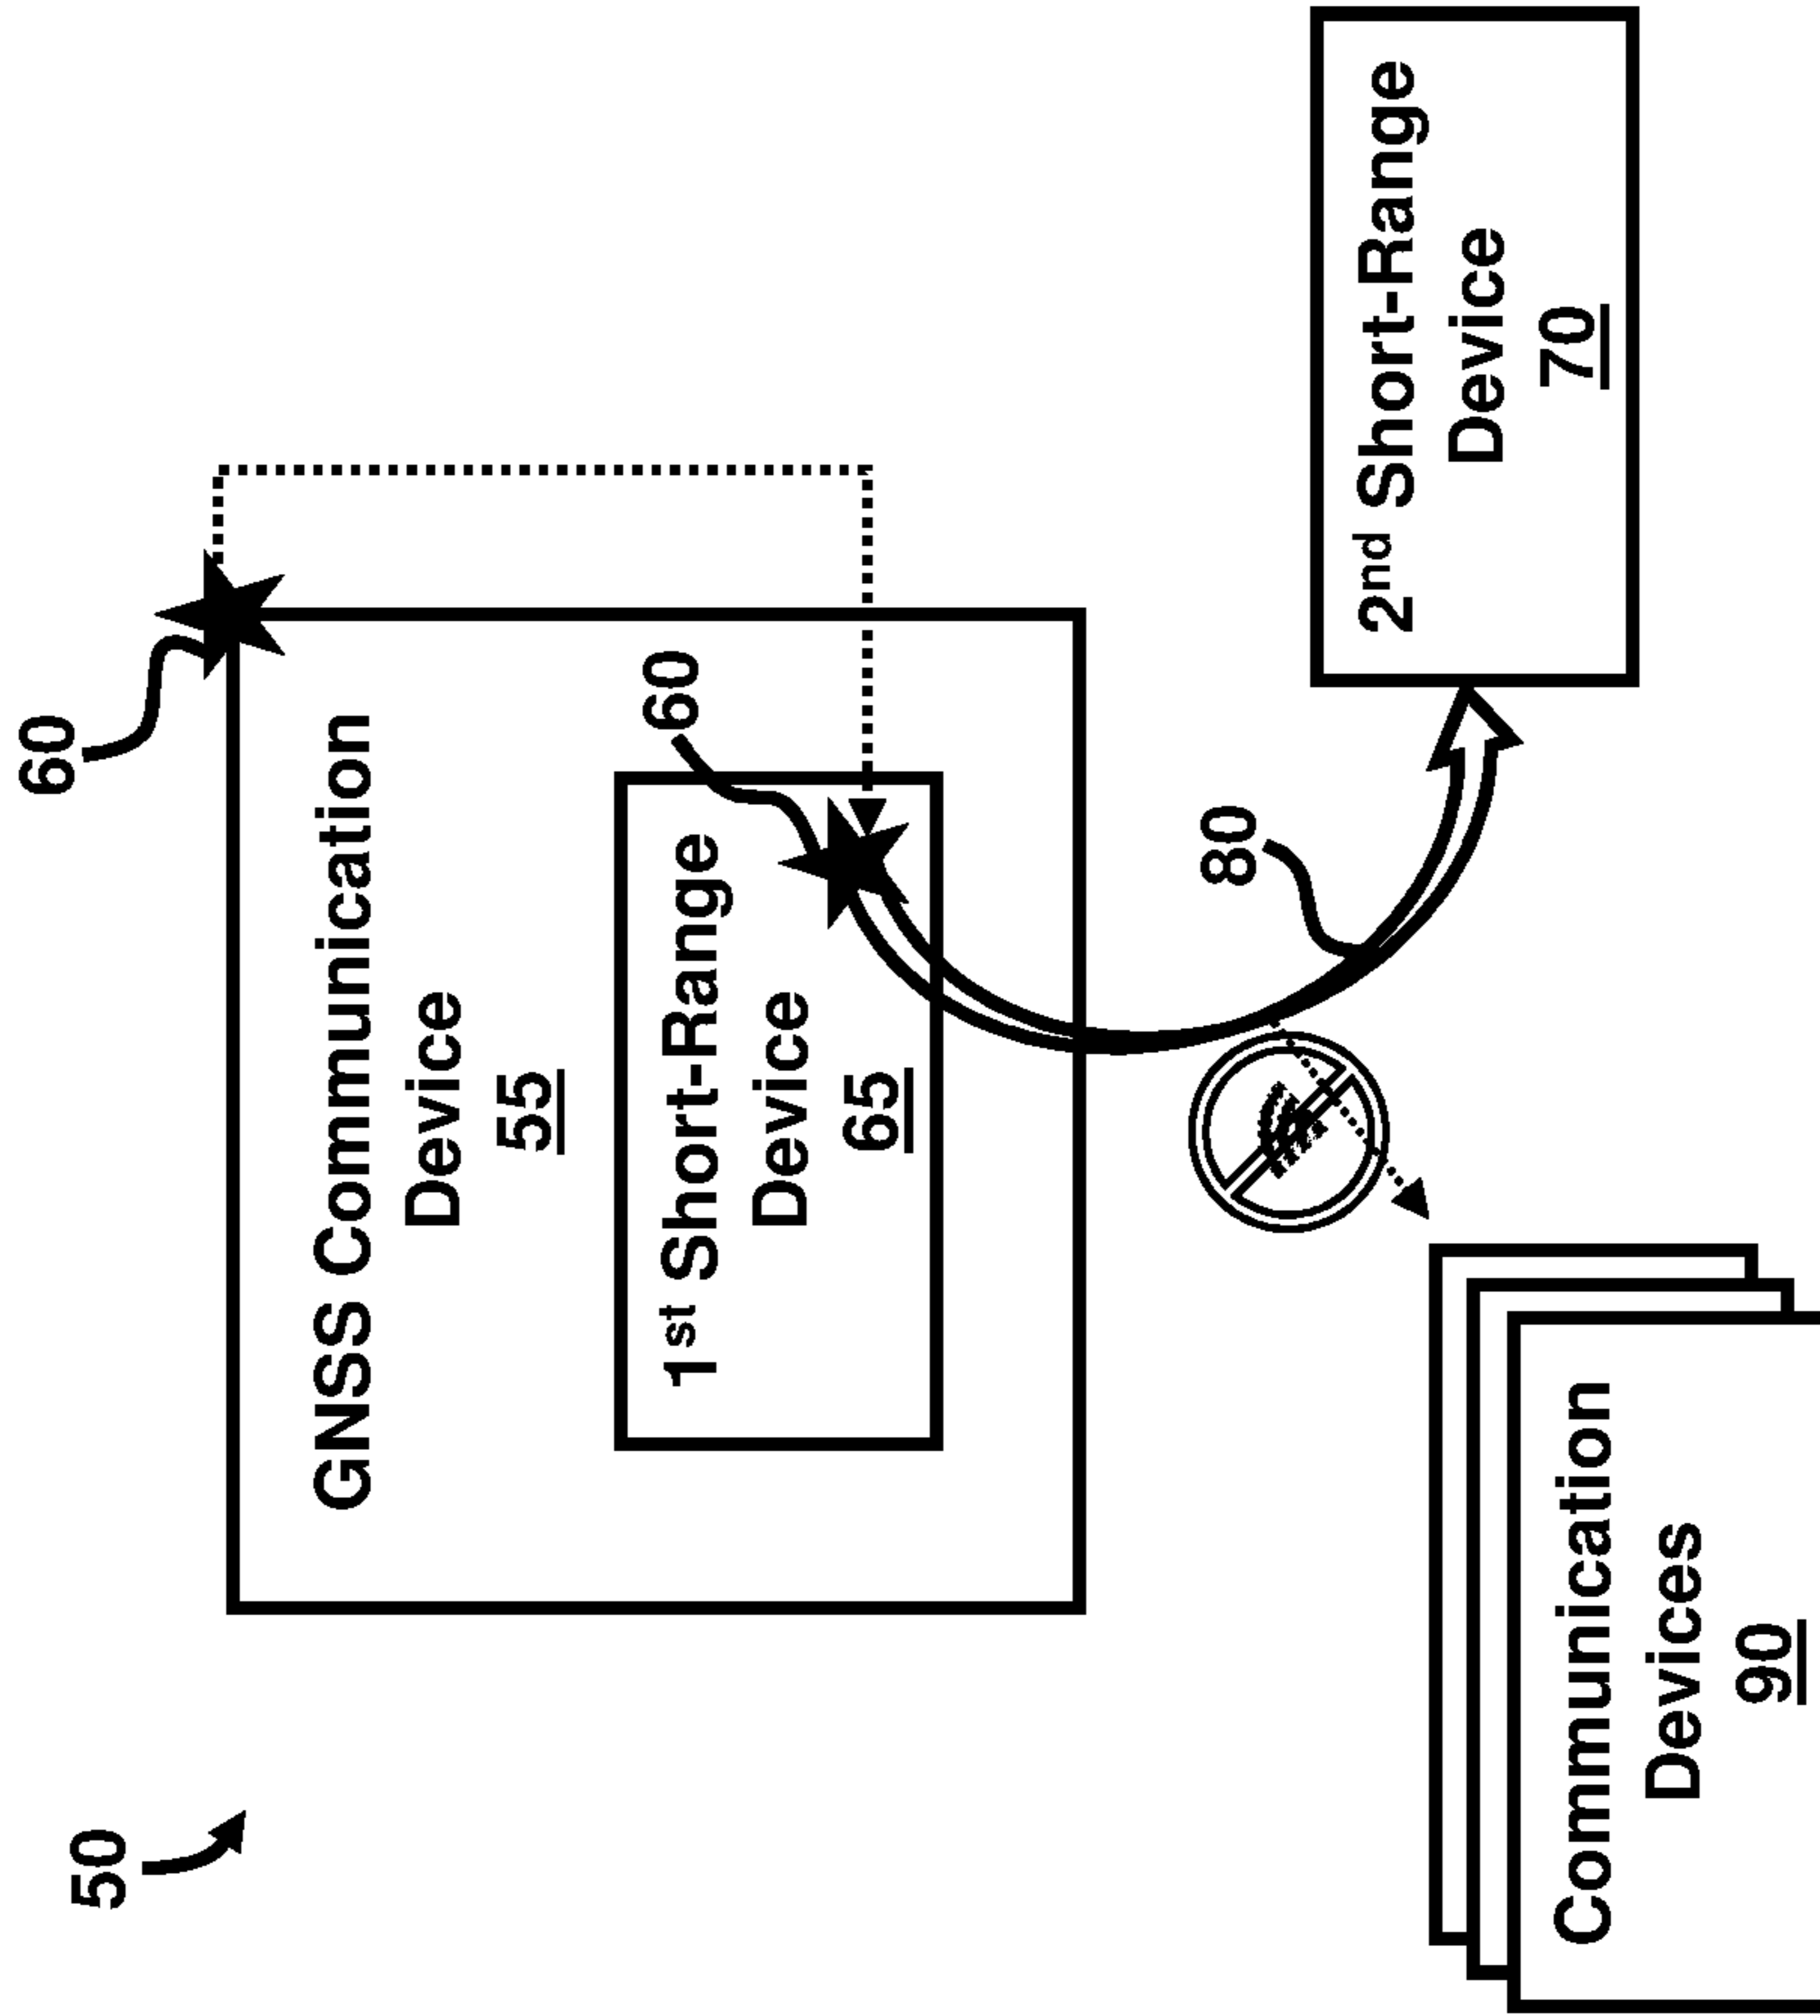 50
60
GNSS Communication
Device
55
60
1st Short-Range
Device
65
80
2nd Short-Range
Device
70
Communication
Devices
90